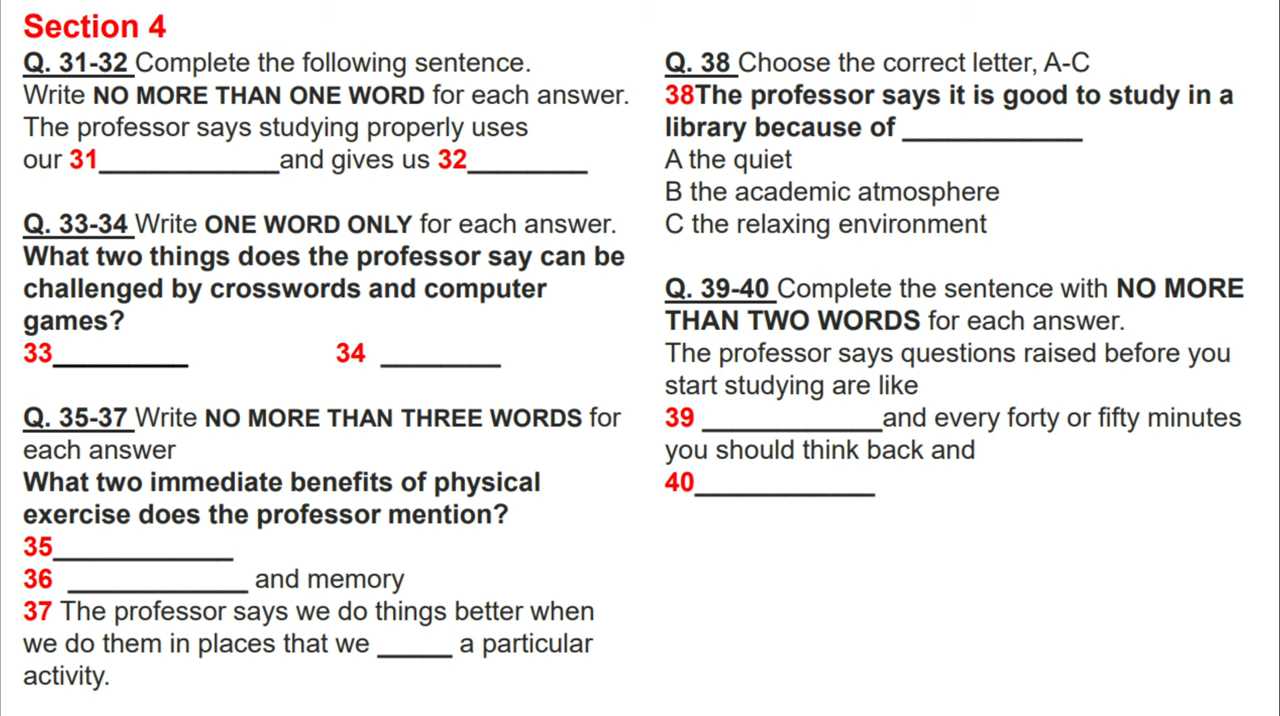 Section 4
Q. 31-32 Complete the following sentence.
Write NO MORE THAN ONE WORD for each answer.
The professor says studying properly uses
our 31____________and gives us 32________
Q. 33-34 Write ONE WORD ONLY for each answer.
What two things does the professor say can be
challenged by crosswords and computer
games?
33_________ 34 ________
Q. 35-37 Write NO MORE THAN THREE WORDS for
each answer
What two immediate benefits of physical
exercise does the professor mention?
35____________
36 ____________ and memory
37 The professor says we do things better when
we do them in places that we _____ a particular
activity.
Q. 38 Choose the correct letter, A-C
38The professor says it is good to study in a
library because of ____________
A the quiet
B the academic atmosphere
C the relaxing environment
Q. 39-40 Complete the sentence with NO MORE
THAN TWO WORDS for each answer.
The professor says questions raised before you
start studying are like
39 ____________and every forty or fifty minutes
you should think back and
40____________